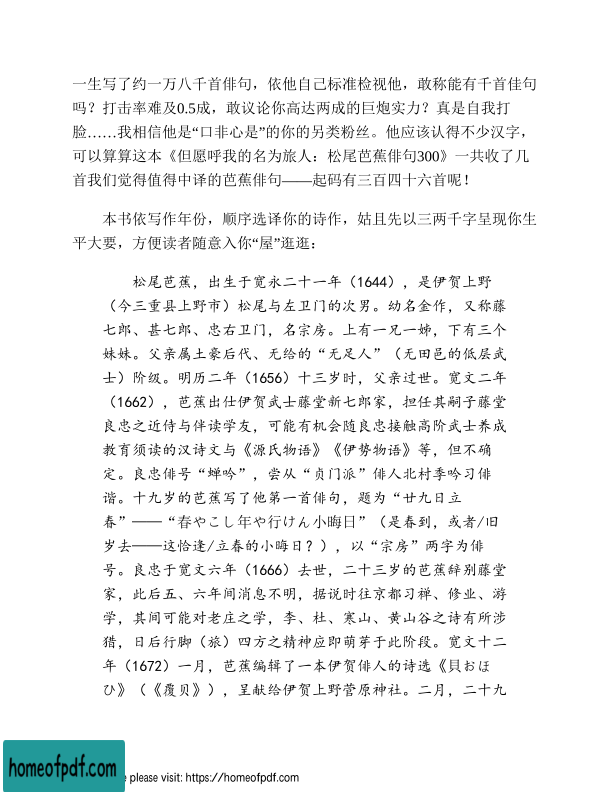 一生写了约一万八千首俳句，依他自己标准检视他，敢称能有千首佳句
吗？打击率难及0.5成，敢议论你高达两成的巨炮实力？真是自我打
脸……我相信他是“口非心是”的你的另类粉丝。他应该认得不少汉字，
可以算算这本《但愿呼我的名为旅人：松尾芭蕉俳句300》一共收了几
首我们觉得值得中译的芭蕉俳句——起码有三百四十六首呢！
本书依写作年份，顺序选译你的诗作，姑且先以三两千字呈现你生
平大要，方便读者随意入你“屋”逛逛：
松尾芭蕉，出生于宽永二十一年（1644），是伊贺上野
（今三重县上野市）松尾与左卫门的次男。幼名金作，又称藤
七郎、甚七郎、忠右卫门，名宗房。上有一兄一姊，下有三个
妹妹。父亲属土豪后代、无给的“无足人”（无田邑的低层武
士）阶级。明历二年（1656）十三岁时，父亲过世。宽文二年
（1662），芭蕉出仕伊贺武士藤堂新七郎家，担任其嗣子藤堂
良忠之近侍与伴读学友，可能有机会随良忠接触高阶武士养成
教育须读的汉诗文与《源氏物语》《伊势物语》等，但不确
定。良忠俳号“蝉吟”，尝从“贞门派”俳人北村季吟习俳
谐。十九岁的芭蕉写了他第一首俳句，题为“廿九日立
春”——“春やこし年や行けん小晦日”（是春到，或者/旧
岁去——这恰逢/立春的小晦日？），以“宗房”两字为俳
号。良忠于宽文六年（1666）去世，二十三岁的芭蕉辞别藤堂
家，此后五、六年间消息不明，据说时往京都习禅、修业、游
学，其间可能对老庄之学，李、杜、寒山、黄山谷之诗有所涉
猎，日后行脚（旅）四方之精神应即萌芽于此阶段。宽文十二
年（1672）一月，芭蕉编辑了一本伊贺俳人的诗选《貝おほ
ひ》（《覆贝》），呈献给伊贺上野菅原神社。二月，二十九
homeofpdf.com
e please visit: https://homeofpdf.com